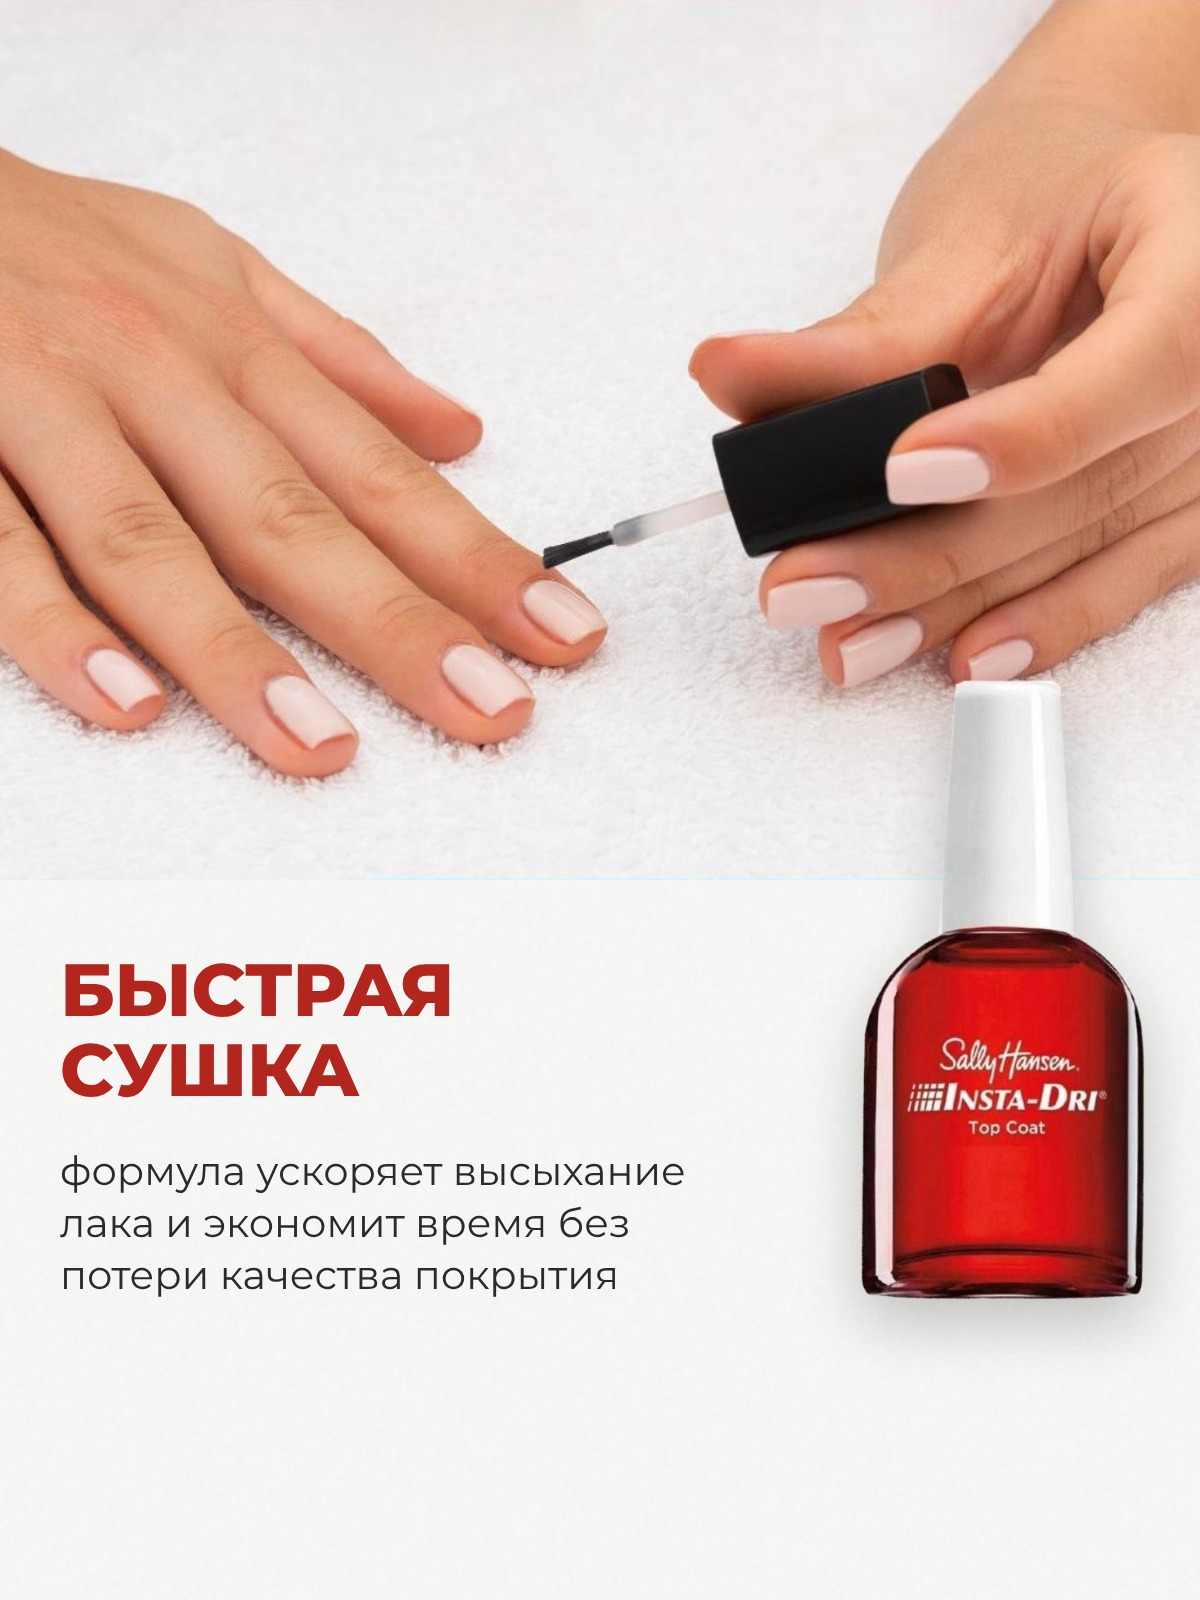 БЫСТРАЯ
СУШКА
формула ускоряет высыхание
лака и экономит время без
потери качества покрытия
Sally Hansen.
INSTA-DRI®
Top Coat